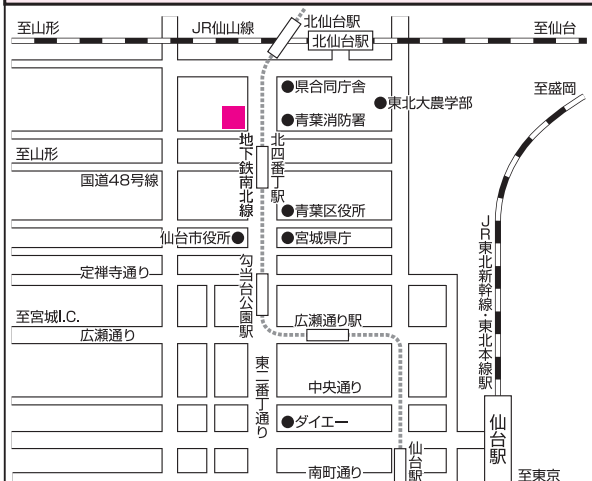 北仙台駅
至山形
JR仙山線
北仙台駅
至仙台
●県合同庁舎
●東北大農学部
至盛岡
●青葉消防署
至山形
地下鉄南北線
北四番丁駅
国道48号線
●青葉区役所
仙台市役所●
●宮城県庁
JR東北新幹線・東北本線駅
定禅寺通り
勾当台公園駅
至宮城I.C.
広瀬通り駅
広瀬通り
東二番丁通り
中央通り
●ダイエー
仙台駅
仙台駅
南町通り
至東京